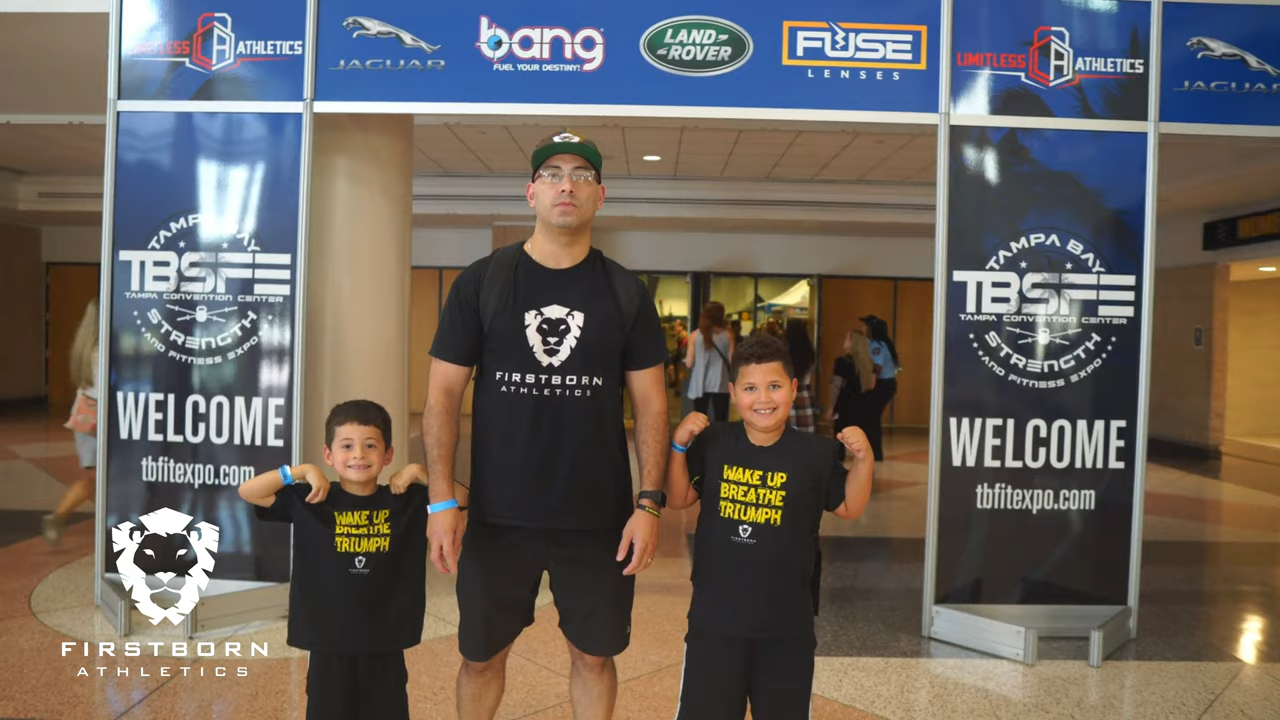 LIMITLESS ATHLETICS
JAGUAR
bang
FUEL YOUR DESTINY!
LAND-
ROVER
FUSE
LENSES
LIMITLESS ATHLETICS
JAGUAR
TAMPA BAY
TBSFE
TAMPA CONVENTION CENTER
STRENGTH
AND FITNESS EXPO
WELCOME
tbfitexpo.com
TAMPA BAY
TBSFE
TAMPA CONVENTION CENTER
STRENGTH
AND FITNESS EXPO
WELCOME
tbfitexpo.com
FIRSTBORN
ATHLETICS
WAKE UP
BREATHE
TRIUMPH
WAKE UP
BREATHE
TRIUMPH
FIRSTBORN
ATHLETICS